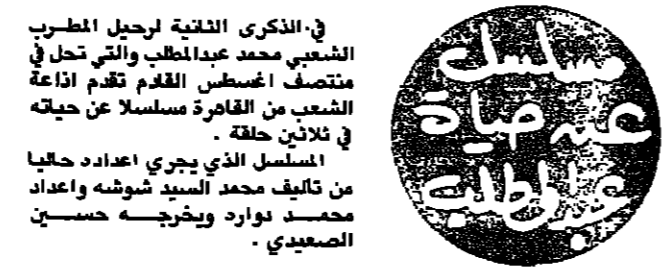 مسلسل
عن حياة
عبدالمطلب
في الذكرى الثانية لرحيل المطرب
الشعبي محمد عبدالمطلب والتي تحل في
منتصف اغسطس القادم تقدم اذاعة
الشعب من القاهرة مسلسلا عن حياته
في ثلاثين حلقة .
المسلسل الذي يجري اعداده حاليا
من تأليف محمد السيد شوشه واعداد
محمد دوارد ويخرجه حسين
الصعيدي .